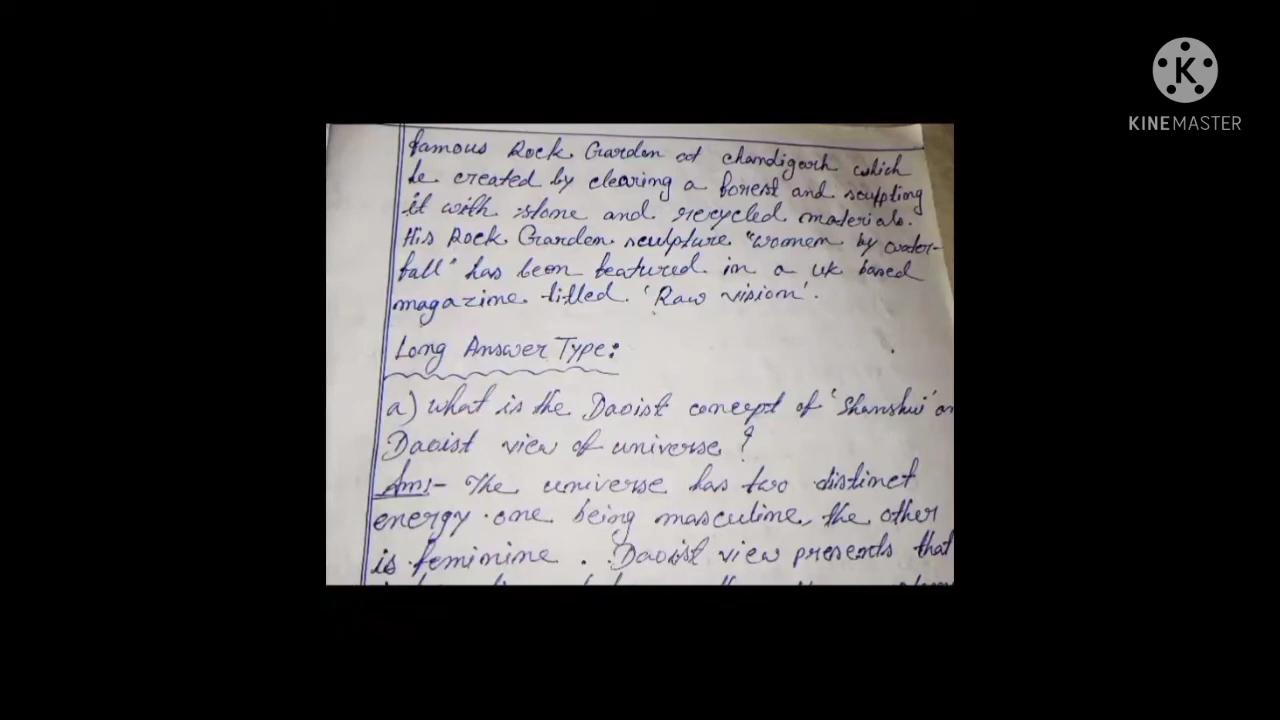 K
KINEMASTER
famous Rock Garden at chandigarh which
he created by clearing a forest and sculpting
it with stone and recycled materials.
His Rock Garden sculpture "women by water-
fall" has been featured in a uk based
magazine titled 'Raw vision'.
Long Answer Type:
a) what is the Daoist concept of 'Shanshui' or
Daoist view of universe?
Ans:- The universe has two distinct
energy one being masculine, the other
is feminine. Daoist view presents that